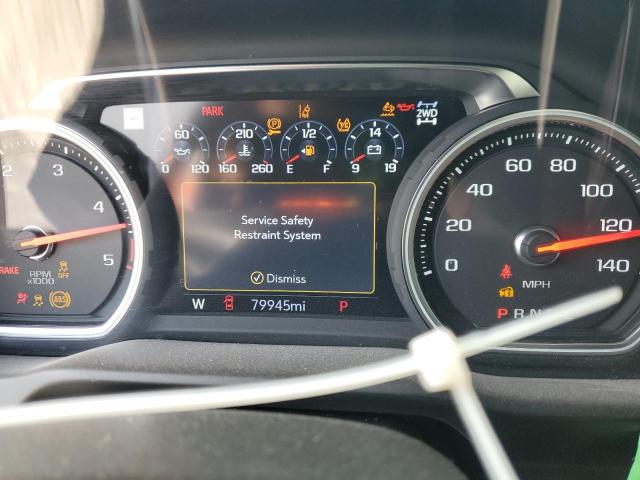 PARK
2WD
60
210
1/2
14
0 120
160 260
E F
9 19
2
3
4
5
RPM
x1000
OFF
BRAKE
ABS
Service Safety
Restraint System
Dismiss
W
79945mi
P
0
20
40
60
80
100
120
140
MPH
P R N